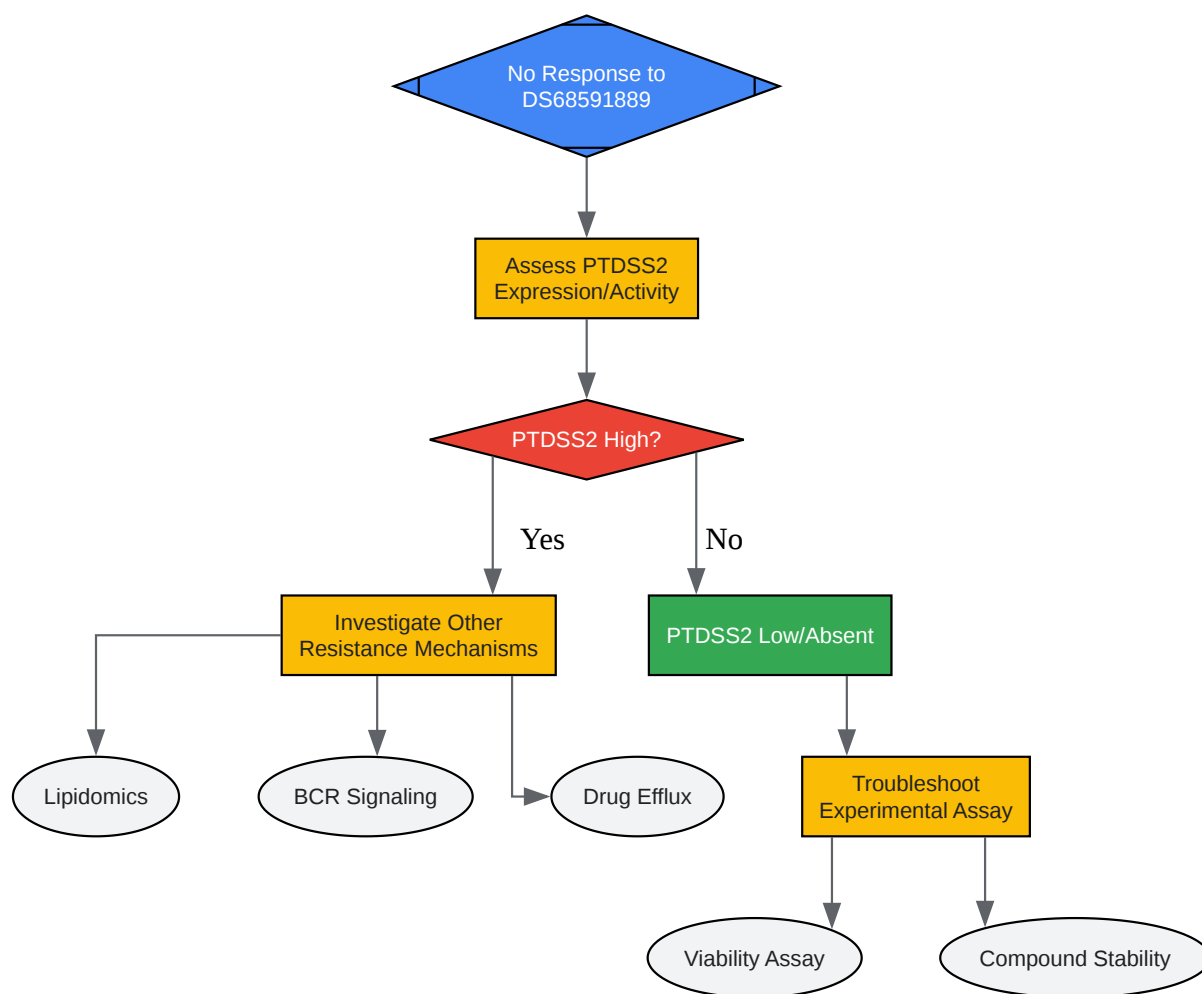 No Response to
DS68591889
Assess PTDSS2
Expression/Activity
PTDSS2 High?
Yes
No
Investigate Other
Resistance Mechanisms
PTDSS2 Low/Absent
Lipidomics
BCR Signaling
Drug Efflux
Troubleshoot
Experimental Assay
Viability Assay
Compound Stability